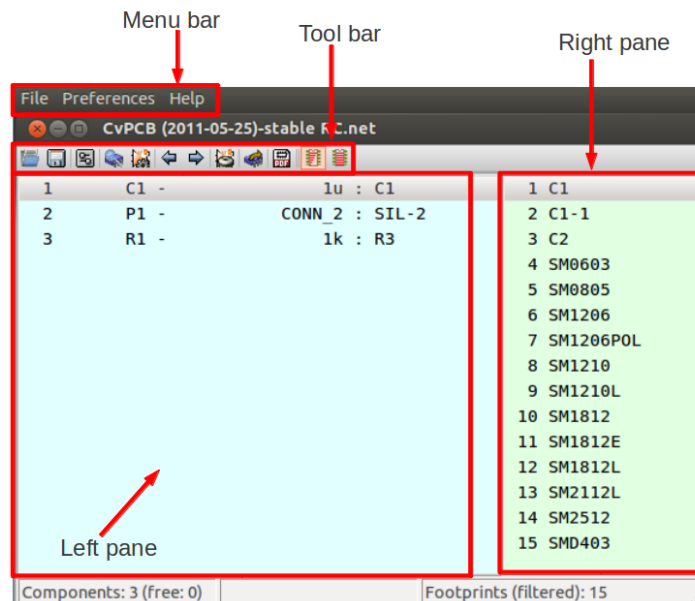 Menu bar
Tool bar
Right pane
File Preferences Help
CvPCB (2011-05-25)-stable RC.net
PDF
1 C1 - 1u : C1
2 P1 - CONN_2 : SIL-2
3 R1 - 1k : R3
1 C1
2 C1-1
3 C2
4 SM0603
5 SM0805
6 SM1206
7 SM1206POL
8 SM1210
9 SM1210L
10 SM1812
11 SM1812E
12 SM1812L
13 SM2112L
14 SM2512
15 SMD403
Left pane
Components: 3 (free: 0)
Footprints (filtered): 15